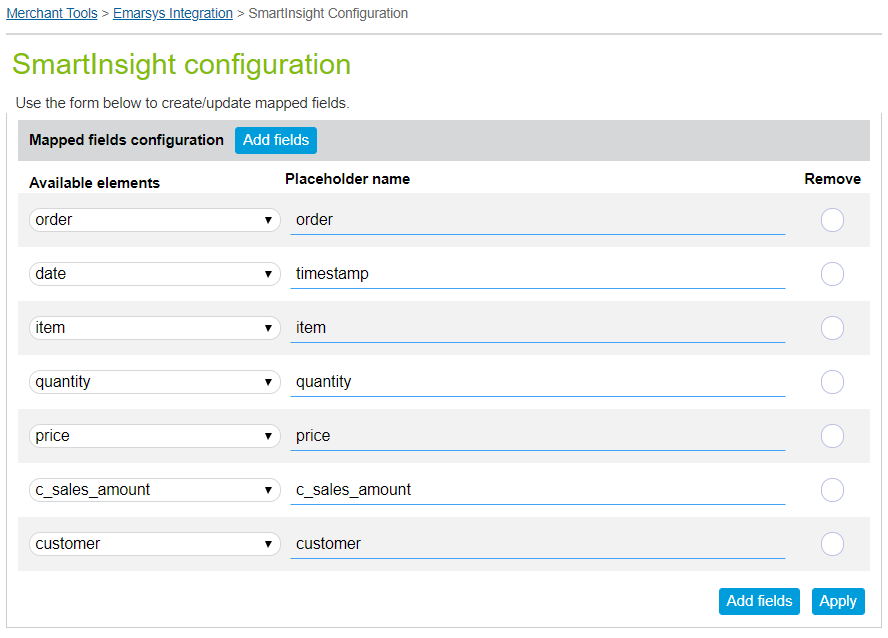 Merchant Tools > Emarsys Integration > SmartInsight Configuration
SmartInsight configuration
Use the form below to create/update mapped fields.
Mapped fields configuration Add fields
Available elements Placeholder name Remove
order order
date timestamp
item item
quantity quantity
price price
c_sales_amount c_sales_amount
customer customer
Add fields Apply